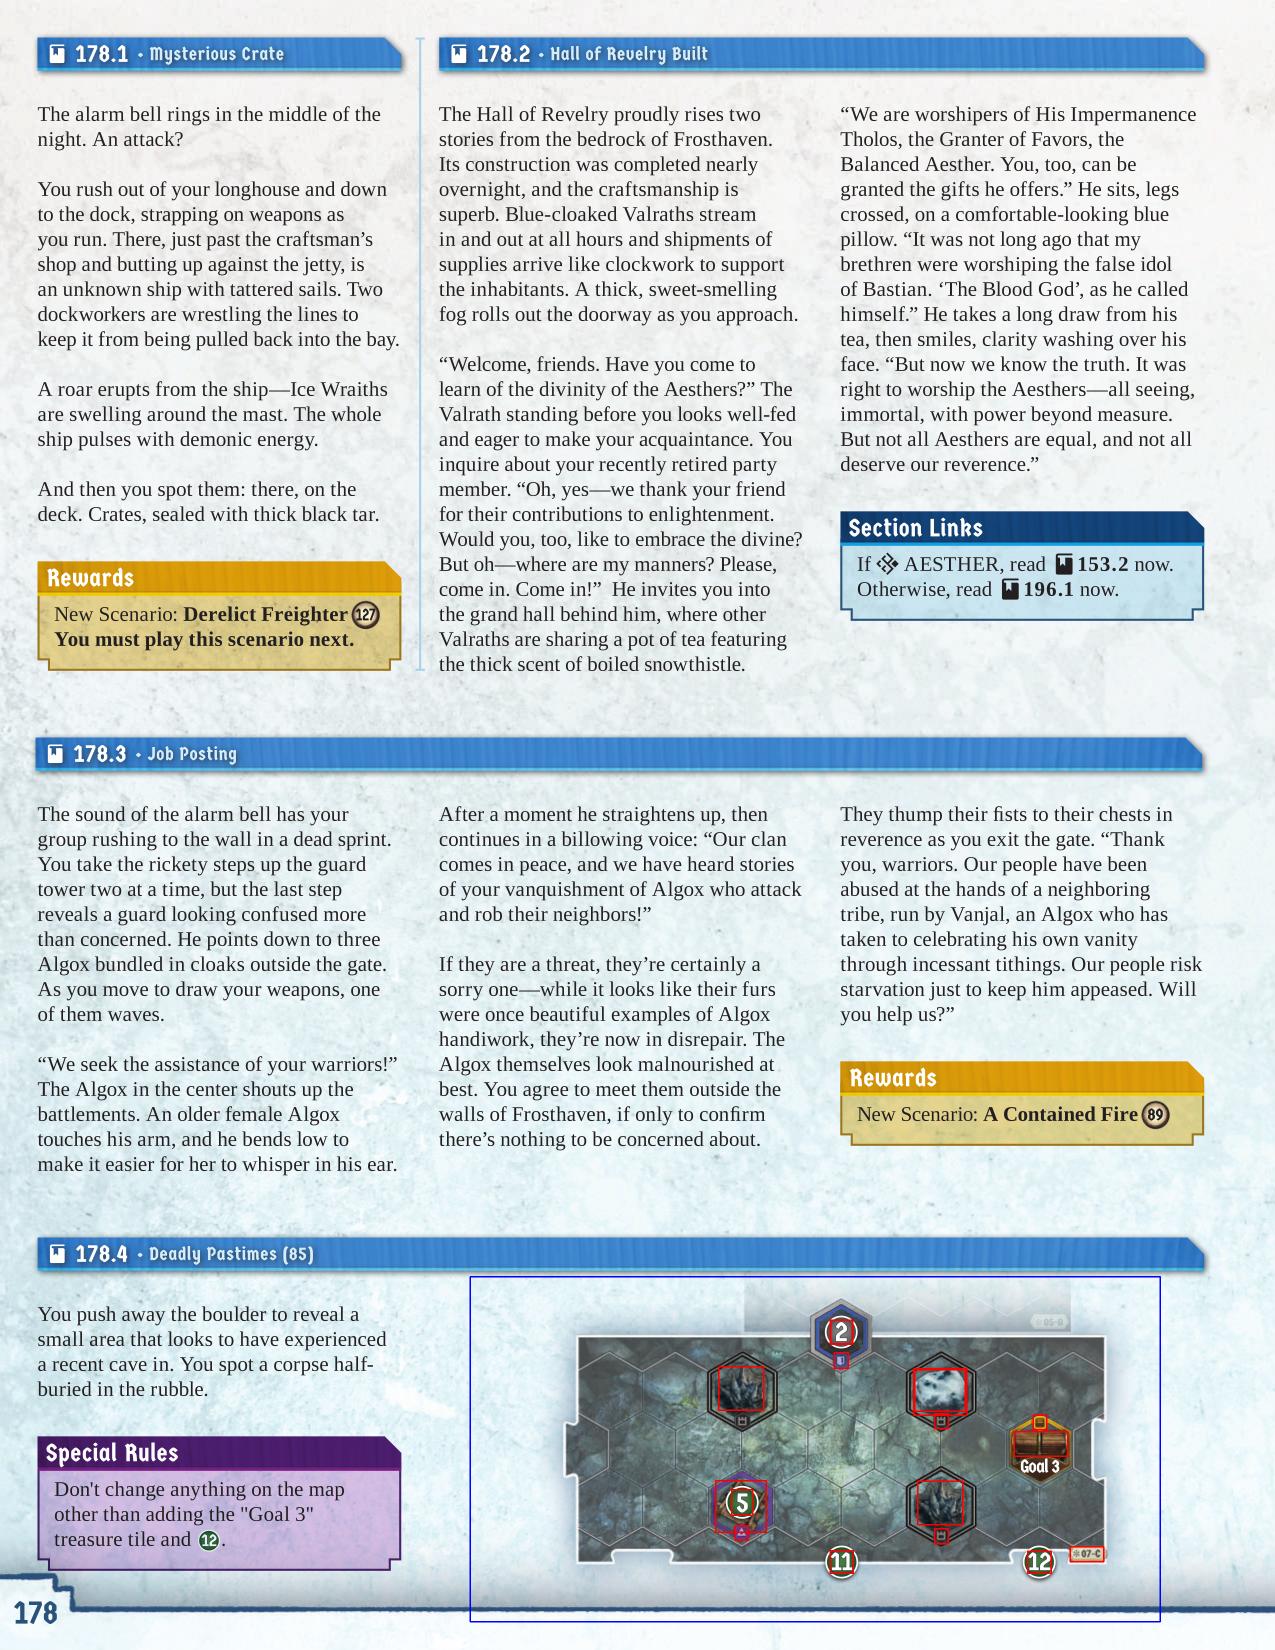 178.1 • Mysterious Crate
The alarm bell rings in the middle of the
night. An attack?
You rush out of your longhouse and down
to the dock, strapping on weapons as
you run. There, just past the craftsman’s
shop and butting up against the jetty, is
an unknown ship with tattered sails. Two
dockworkers are wrestling the lines to
keep it from being pulled back into the bay.
A roar erupts from the ship—Ice Wraiths
are swelling around the mast. The whole
ship pulses with demonic energy.
And then you spot them: there, on the
deck. Crates, sealed with thick black tar.
Rewards
New Scenario: Derelict Freighter 127
You must play this scenario next.
178.2 • Hall of Revelry Built
The Hall of Revelry proudly rises two
stories from the bedrock of Frosthaven.
Its construction was completed nearly
overnight, and the craftsmanship is
superb. Blue-cloaked Valraths stream
in and out at all hours and shipments of
supplies arrive like clockwork to support
the inhabitants. A thick, sweet-smelling
fog rolls out the doorway as you approach.
“Welcome, friends. Have you come to
learn of the divinity of the Aesthers?” The
Valrath standing before you looks well-fed
and eager to make your acquaintance. You
inquire about your recently retired party
member. “Oh, yes—we thank your friend
for their contributions to enlightenment.
Would you, too, like to embrace the divine?
But oh—where are my manners? Please,
come in. Come in!” He invites you into
the grand hall behind him, where other
Valraths are sharing a pot of tea featuring
the thick scent of boiled snowthistle.
“We are worshipers of His Impermanence
Tholos, the Granter of Favors, the
Balanced Aesther. You, too, can be
granted the gifts he offers.” He sits, legs
crossed, on a comfortable-looking blue
pillow. “It was not long ago that my
brethren were worshiping the false idol
of Bastian. ‘The Blood God’, as he called
himself.” He takes a long draw from his
tea, then smiles, clarity washing over his
face. “But now we know the truth. It was
right to worship the Aesthers—all seeing,
immortal, with power beyond measure.
But not all Aesthers are equal, and not all
deserve our reverence.”
Section Links
If AESTHER, read 153.2 now.
Otherwise, read 196.1 now.
178.3 • Job Posting
The sound of the alarm bell has your
group rushing to the wall in a dead sprint.
You take the rickety steps up the guard
tower two at a time, but the last step
reveals a guard looking confused more
than concerned. He points down to three
Algox bundled in cloaks outside the gate.
As you move to draw your weapons, one
of them waves.
“We seek the assistance of your warriors!”
The Algox in the center shouts up the
battlements. An older female Algox
touches his arm, and he bends low to
make it easier for her to whisper in his ear.
After a moment he straightens up, then
continues in a billowing voice: “Our clan
comes in peace, and we have heard stories
of your vanquishment of Algox who attack
and rob their neighbors!”
If they are a threat, they’re certainly a
sorry one—while it looks like their furs
were once beautiful examples of Algox
handiwork, they’re now in disrepair. The
Algox themselves look malnourished at
best. You agree to meet them outside the
walls of Frosthaven, if only to confirm
there’s nothing to be concerned about.
They thump their fists to their chests in
reverence as you exit the gate. “Thank
you, warriors. Our people have been
abused at the hands of a neighboring
tribe, run by Vanjal, an Algox who has
taken to celebrating his own vanity
through incessant tithings. Our people risk
starvation just to keep him appeased. Will
you help us?”
Rewards
New Scenario: A Contained Fire 89
178.4 • Deadly Pastimes (85)
You push away the boulder to reveal a
small area that looks to have experienced
a recent cave in. You spot a corpse half-
buried in the rubble.
Special Rules
Don't change anything on the map
other than adding the "Goal 3"
treasure tile and 12.
05-B
2
Goal 3
5
11
12
07-C
178